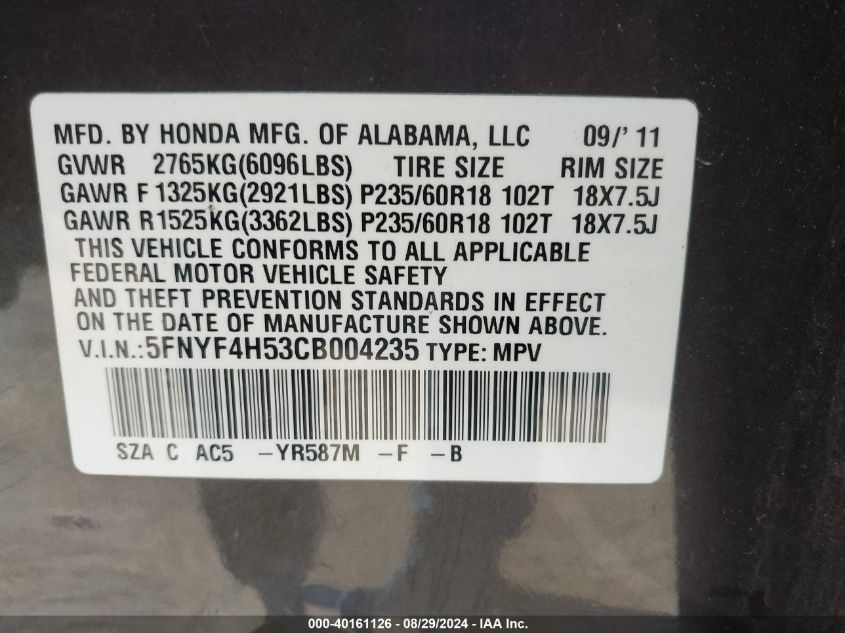 MFD. BY HONDA MFG. OF ALABAMA, LLC 09/' 11
GVWR 2765KG(6096LBS) TIRE SIZE RIM SIZE
GAWR F 1325KG(2921LBS) P235/60R18 102T 18X7.5J
GAWR R1525KG(3362LBS) P235/60R18 102T 18X7.5J
THIS VEHICLE CONFORMS TO ALL APPLICABLE
FEDERAL MOTOR VEHICLE SAFETY
AND THEFT PREVENTION STANDARDS IN EFFECT
ON THE DATE OF MANUFACTURE SHOWN ABOVE.
V.I.N.:5FNYF4H53CB004235 TYPE: MPV
SZA C AC5 -YR587M -F -B
000-40161126 - 08/29/2024 - IAA Inc.